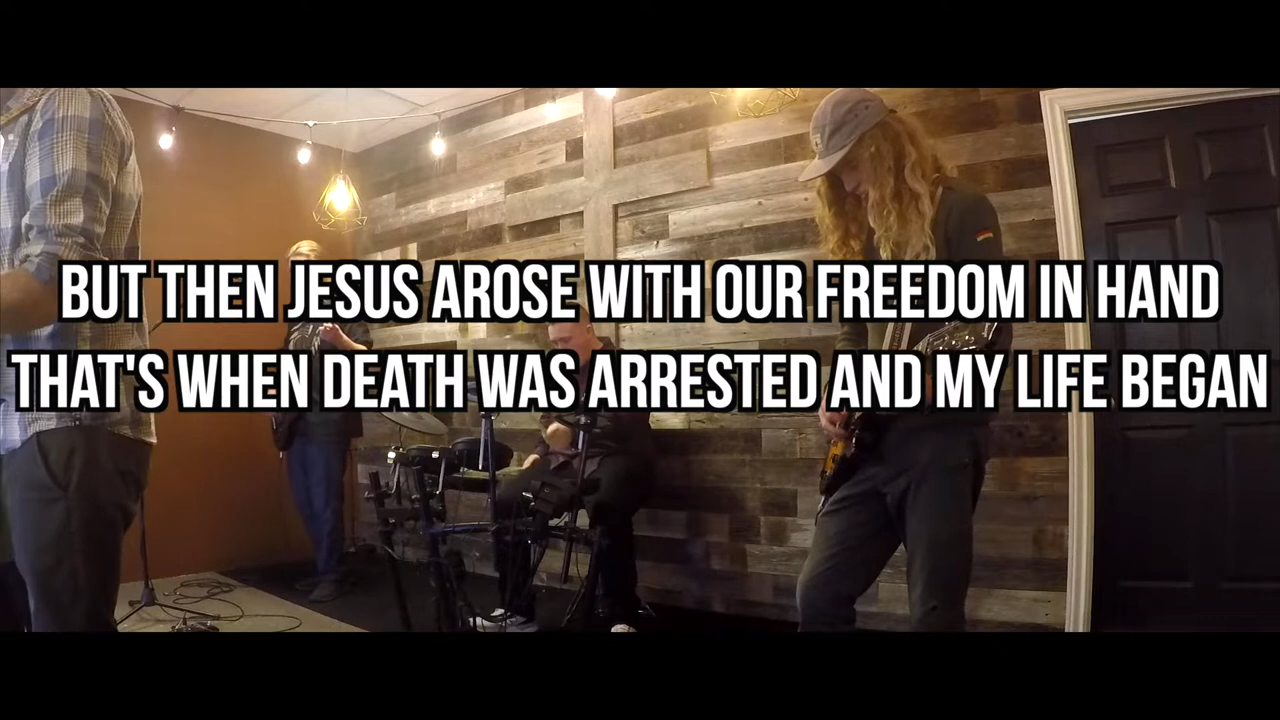 BUT THEN JESUS AROSE WITH OUR FREEDOM IN HAND
THAT'S WHEN DEATH WAS ARRESTED AND MY LIFE BEGAN